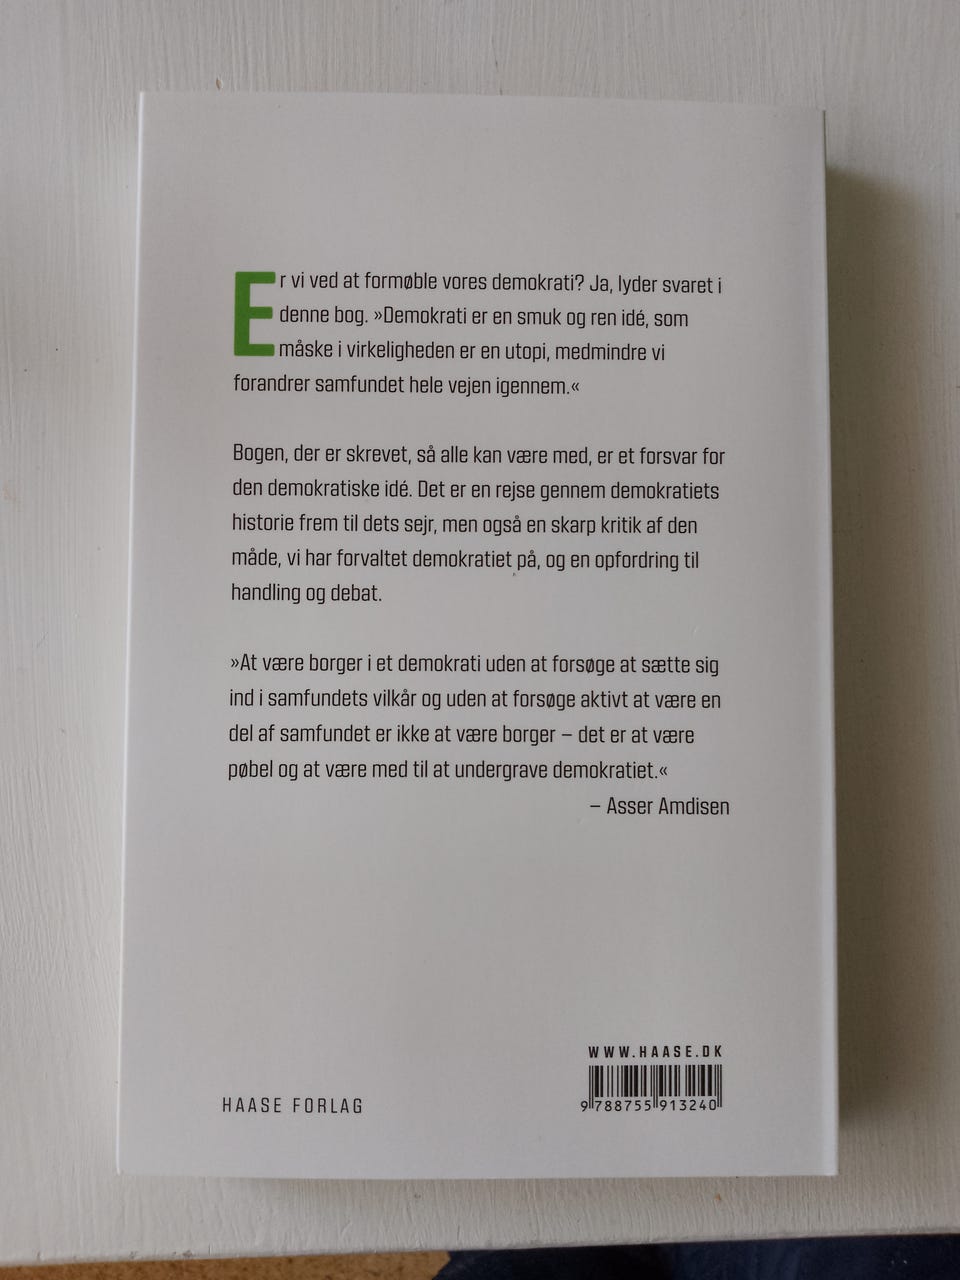 Er vi ved at formøble vores demokrati? Ja, lyder svaret i
denne bog. »Demokrati er en smuk og ren idé, som
måske i virkeligheden er en utopi, medmindre vi
forandrer samfundet hele vejen igennem.«
Bogen, der er skrevet, så alle kan være med, er et forsvar for
den demokratiske idé. Det er en rejse gennem demokratiets
historie frem til dets sejr, men også en skarp kritik af den
måde, vi har forvaltet demokratiet på, og en opfordring til
handling og debat.
»At være borger i et demokrati uden at forsøge at sætte sig
ind i samfundets vilkår og uden at forsøge aktivt at være en
del af samfundet er ikke at være borger – det er at være
pøbel og at være med til at undergrave demokratiet.«
– Asser Amdisen
WWW.HAASE.DK
HAASE FORLAG
9 788755 913240